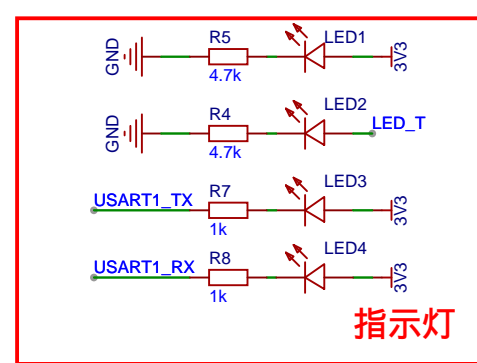 GND R5 4.7k LED1 3V3
GND R4 4.7k LED2 LED_T
USART1_TX R7 1k LED3 3V3
USART1_RX R8 1k LED4 3V3
指示灯